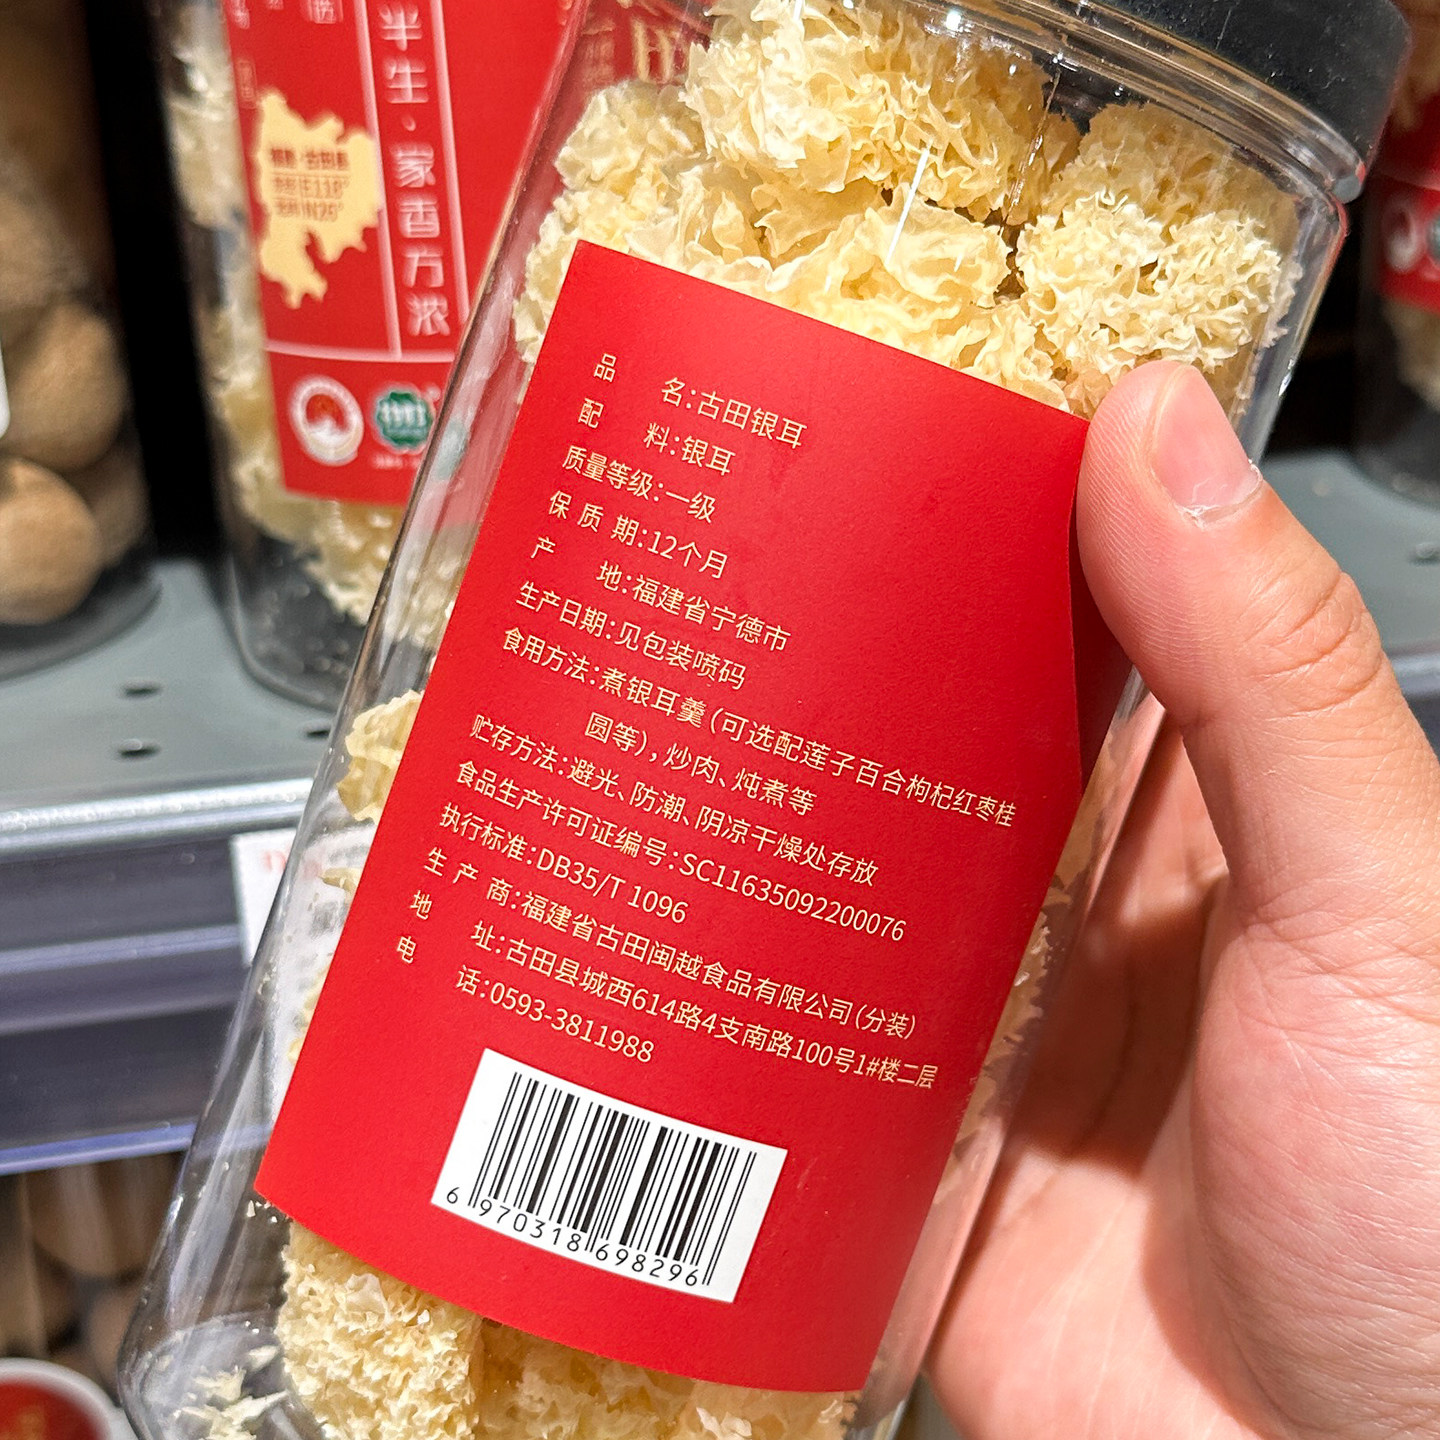 半生·家香方浓
品 名:古田银耳
配 料:银耳
质量等级:一级
保 质 期:12个月
产 地:福建省宁德市
生产日期:见包装喷码
食用方法:煮银耳羹(可选配莲子百合枸杞红枣桂
圆等),炒肉、炖煮等
贮存方法:避光、防潮、阴凉干燥处存放
食品生产许可证编号:SC11635092200076
执行标准:DB35/T 1096
生 产 商:福建省古田闽越食品有限公司(分装)
地 址:古田县城西614路4支南路100号1#楼二层
电 话:0593-3811988
6 970318 698296